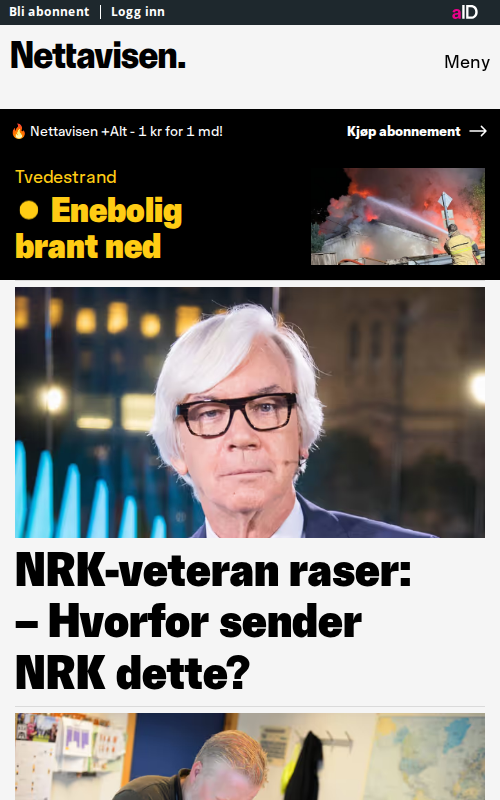 Bli abonnent
Logg inn
aID
Nettavisen.
Meny
🔥 Nettavisen +Alt - 1 kr for 1 md!
Kjøp abonnement →
Tvedestrand
Enebolig
brant ned
NRK-veteran raser:
– Hvorfor sender
NRK dette?